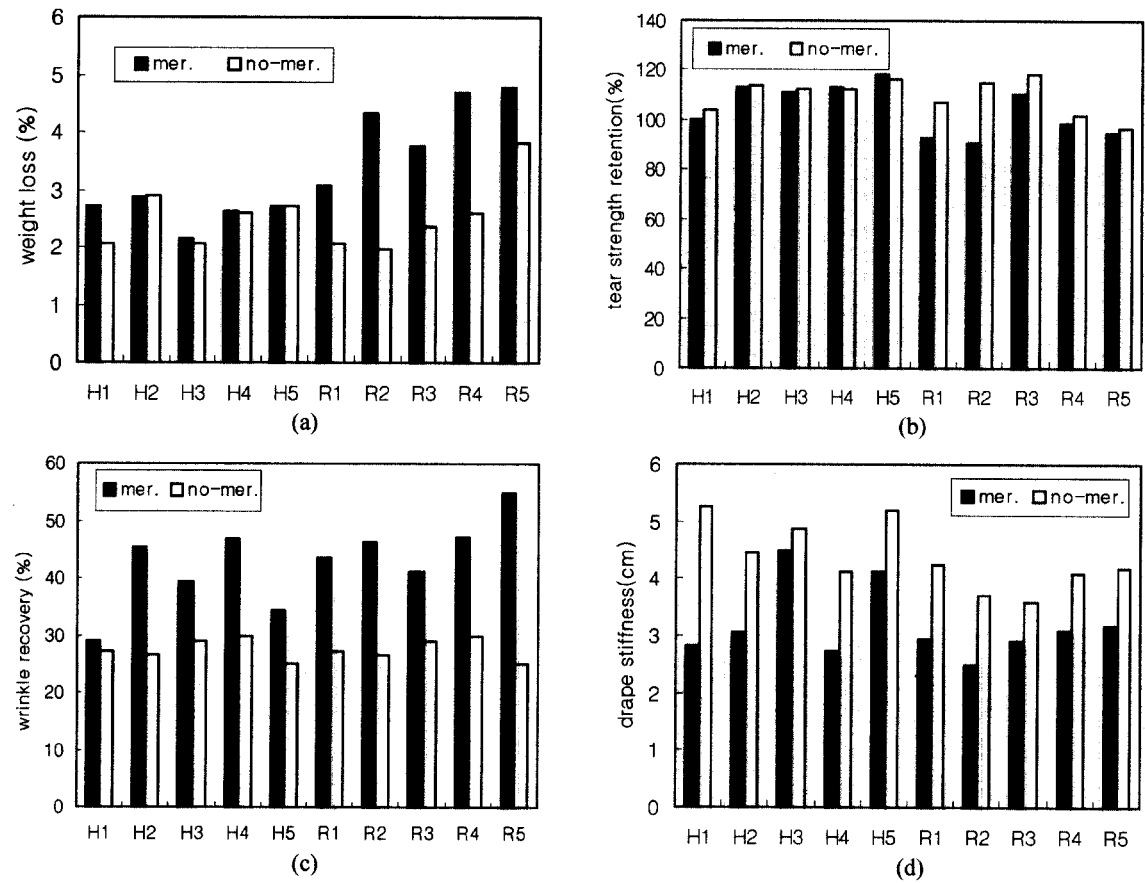 weight loss (%)
6
5
4
3
2
1
0
mer. no-mer.
H1 H2 H3 H4 H5 R1 R2 R3 R4 R5
(a)
tear strength retention(%)
140
120
100
80
60
40
20
0
mer. no-mer.
H1 H2 H3 H4 H5 R1 R2 R3 R4 R5
(b)
wrinkle recovery (%)
60
50
40
30
20
10
0
mer. no-mer.
H1 H2 H3 H4 H5 R1 R2 R3 R4 R5
(c)
drape stiffness(cm)
6
5
4
3
2
1
0
mer. no-mer.
H1 H2 H3 H4 H5 R1 R2 R3 R4 R5
(d)